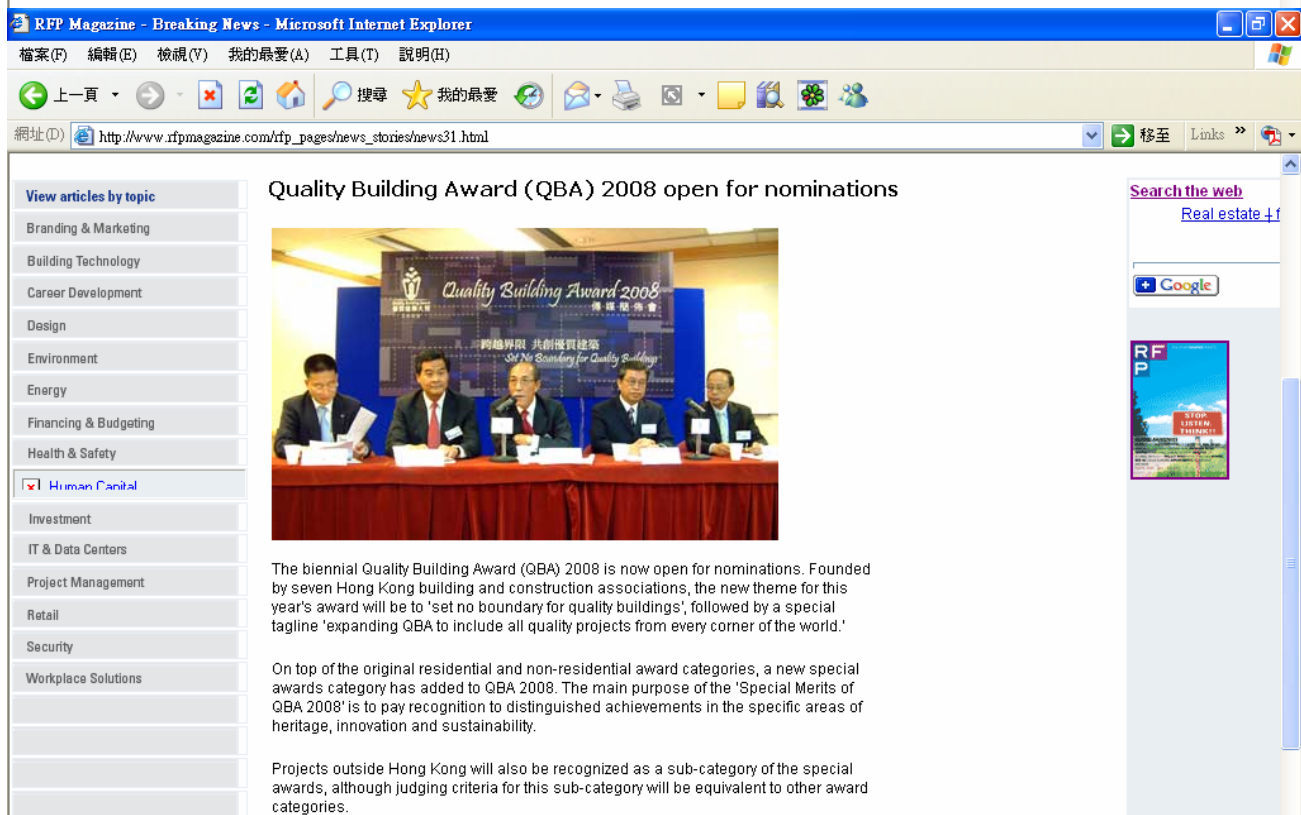 RFP Magazine - Breaking News - Microsoft Internet Explorer
檔案(F) 編輯(E) 檢視(V) 我的最愛(A) 工具(T) 說明(H)
上一頁 搜尋 我的最愛
網址(D) http://www.rfpmagazine.com/rfp_pages/news_stories/news31.html 移至 Links »
View articles by topic
Branding & Marketing
Building Technology
Career Development
Design
Environment
Energy
Financing & Budgeting
Health & Safety
Human Capital
Investment
IT & Data Centers
Project Management
Retail
Security
Workplace Solutions
Quality Building Award (QBA) 2008 open for nominations
Quality Building Award 2008
傳媒簡佈會
跨越界限 共創優質建築
Set No Boundary for Quality Buildings
The biennial Quality Building Award (QBA) 2008 is now open for nominations. Founded
by seven Hong Kong building and construction associations, the new theme for this
year's award will be to 'set no boundary for quality buildings', followed by a special
tagline 'expanding QBA to include all quality projects from every corner of the world.'
On top of the original residential and non-residential award categories, a new special
awards category has added to QBA 2008. The main purpose of the 'Special Merits of
QBA 2008' is to pay recognition to distinguished achievements in the specific areas of
heritage, innovation and sustainability.
Projects outside Hong Kong will also be recognized as a sub-category of the special
awards, although judging criteria for this sub-category will be equivalent to other award
categories.
Search the web
Real estate + f
Google
RF
P
STOP.
LISTEN.
THINK!!